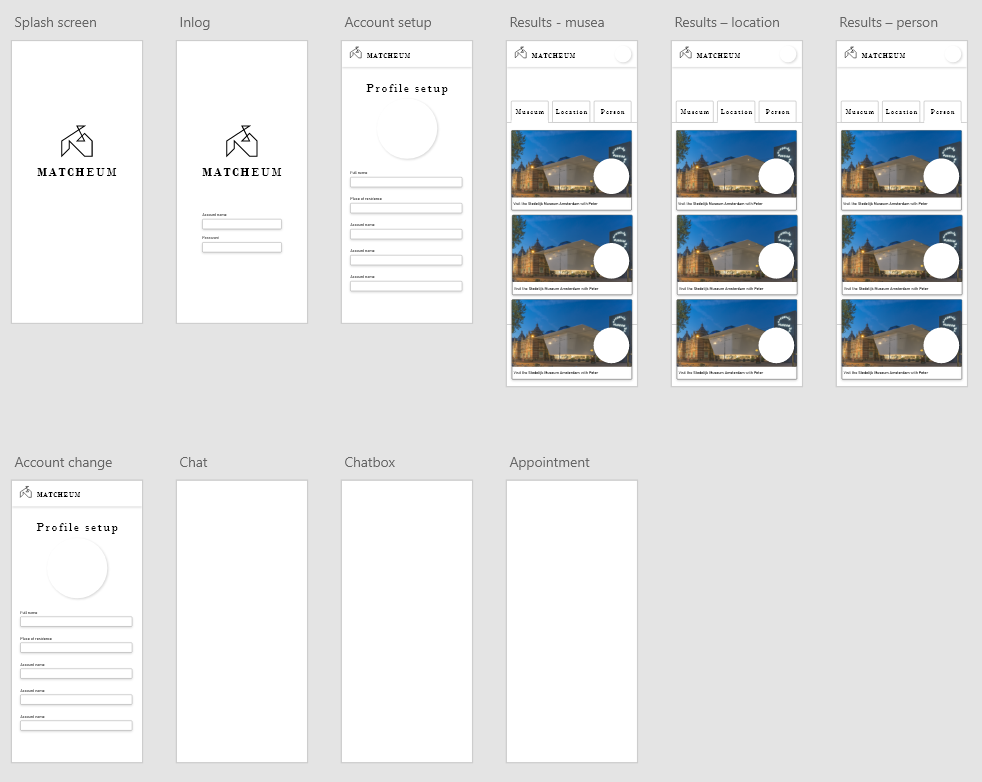 Splash screen
MATCHEUM
Inlog
MATCHEUM
Account name
Password
Account setup
MATCHEUM
Profile setup
Full name
Place of residence
Account name
Account name
Account name
Results - musea
MATCHEUM
Museum Location Person
Visit the Stedelijk Museum Amsterdam with Peter
Visit the Stedelijk Museum Amsterdam with Peter
Visit the Stedelijk Museum Amsterdam with Peter
Results – location
MATCHEUM
Museum Location Person
Visit the Stedelijk Museum Amsterdam with Peter
Visit the Stedelijk Museum Amsterdam with Peter
Visit the Stedelijk Museum Amsterdam with Peter
Results – person
MATCHEUM
Museum Location Person
Visit the Stedelijk Museum Amsterdam with Peter
Visit the Stedelijk Museum Amsterdam with Peter
Visit the Stedelijk Museum Amsterdam with Peter
Account change
MATCHEUM
Profile setup
Full name
Place of residence
Account name
Account name
Account name
Chat
Chatbox
Appointment